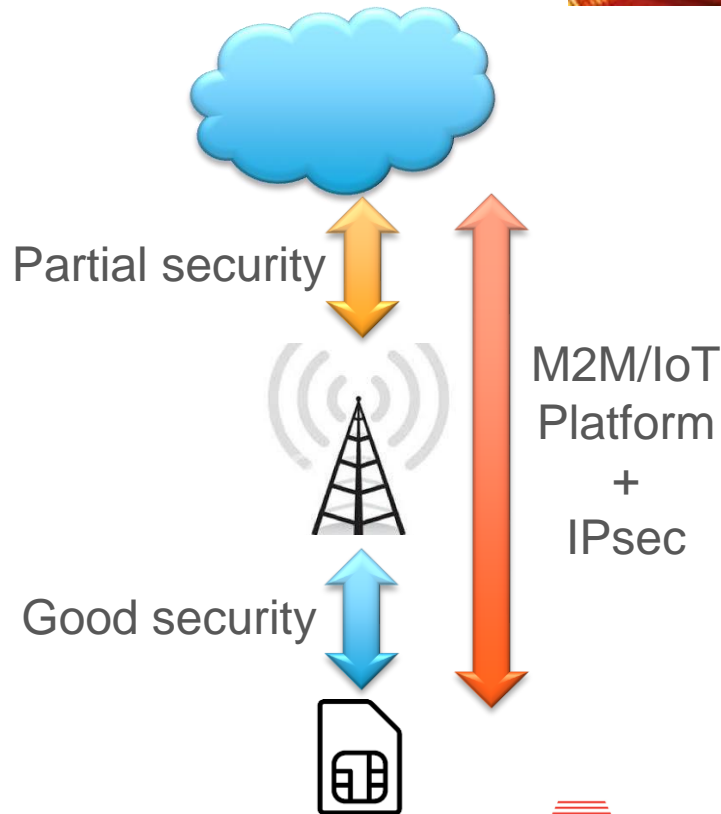 Partial security
M2M/IoT
Platform
+
IPsec
Good security